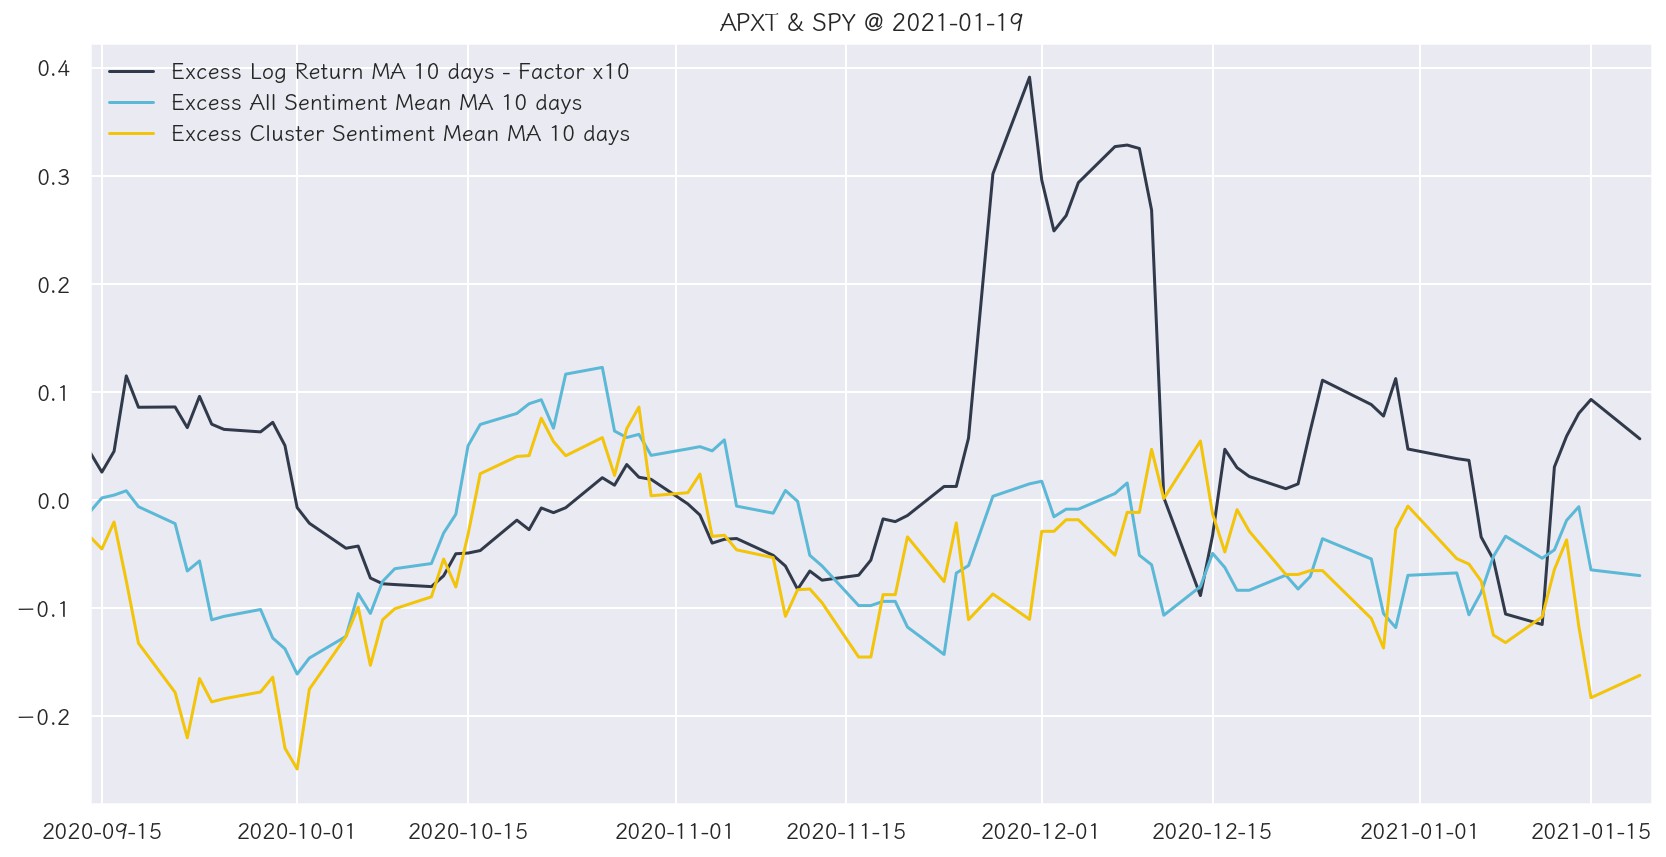 APXT & SPY @ 2021-01-19
0.4
0.3
0.2
0.1
0.0
−0.1
−0.2
Excess Log Return MA 10 days - Factor x10
Excess All Sentiment Mean MA 10 days
Excess Cluster Sentiment Mean MA 10 days
2020-09-15 2020-10-01 2020-10-15 2020-11-01 2020-11-15 2020-12-01 2020-12-15 2021-01-01 2021-01-15